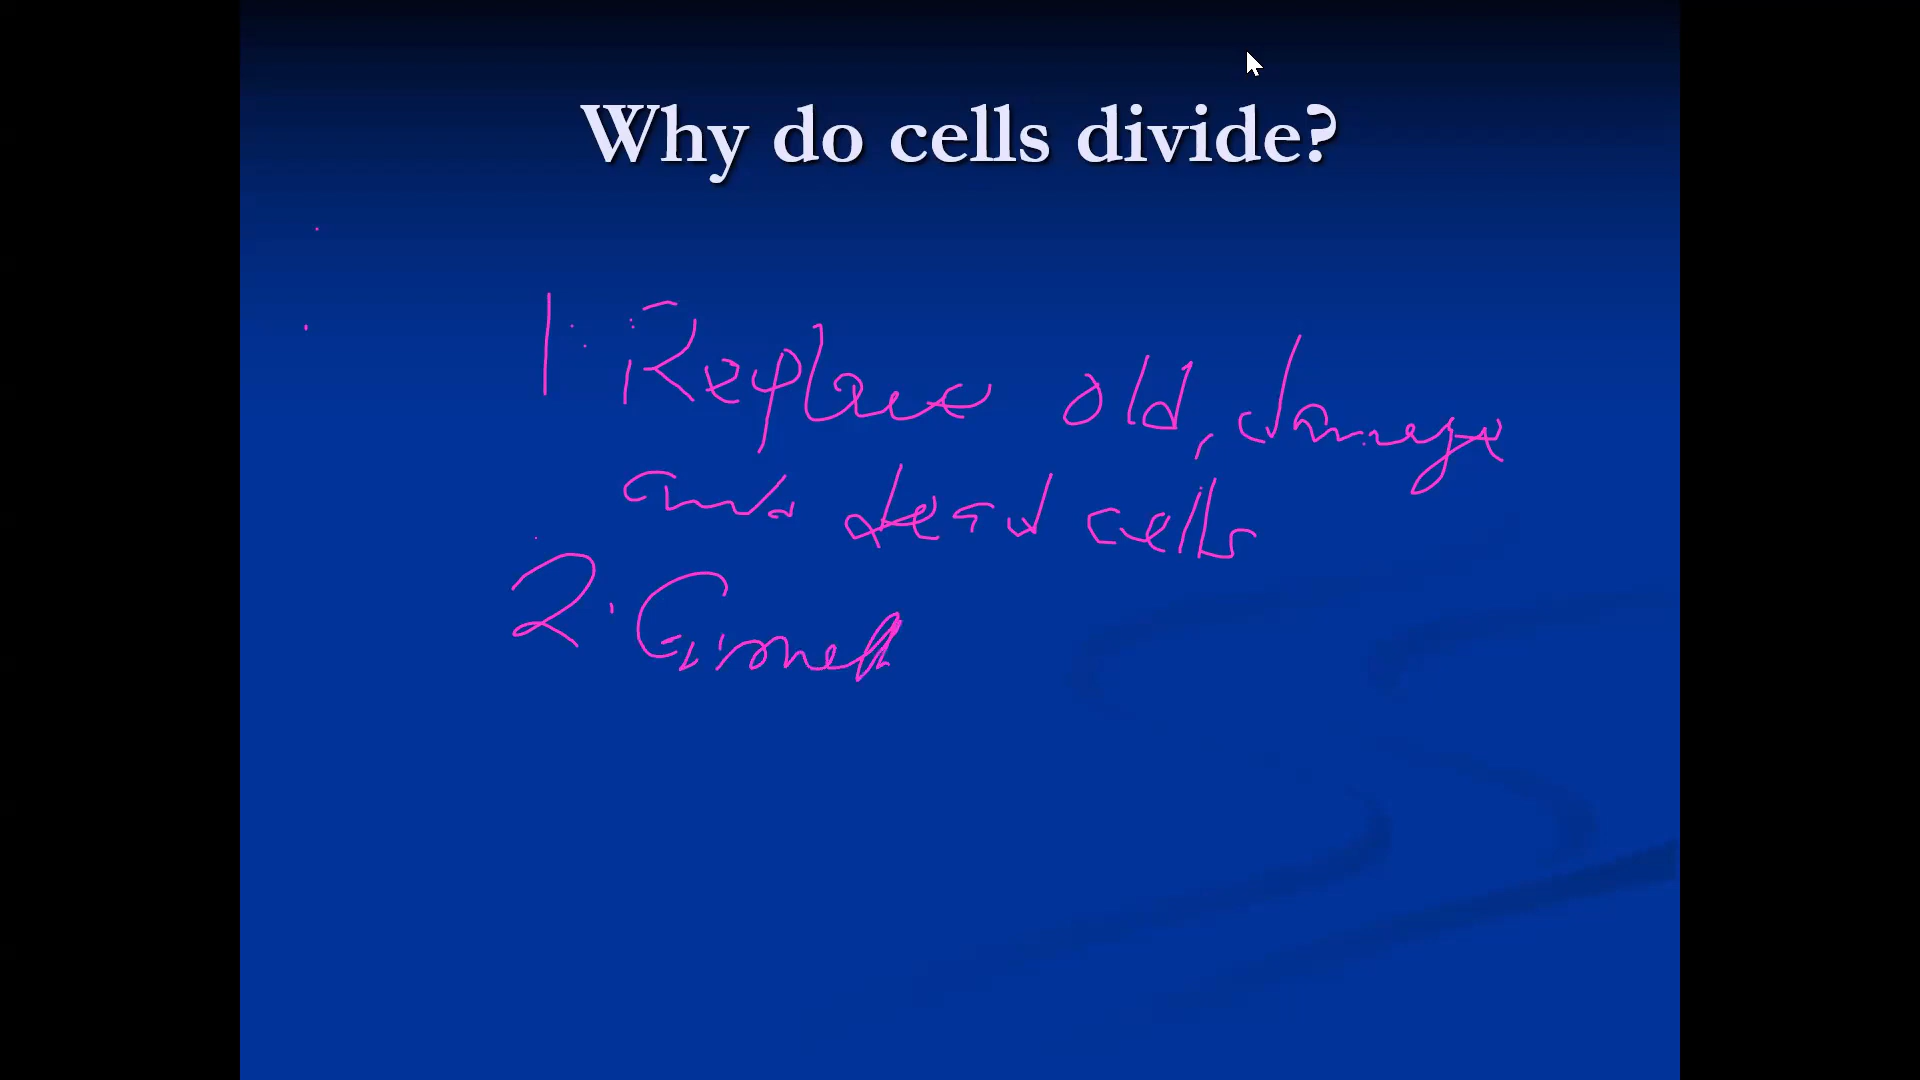 Why do cells divide?
1. Replace old, damage
and dead cells
2. Growth